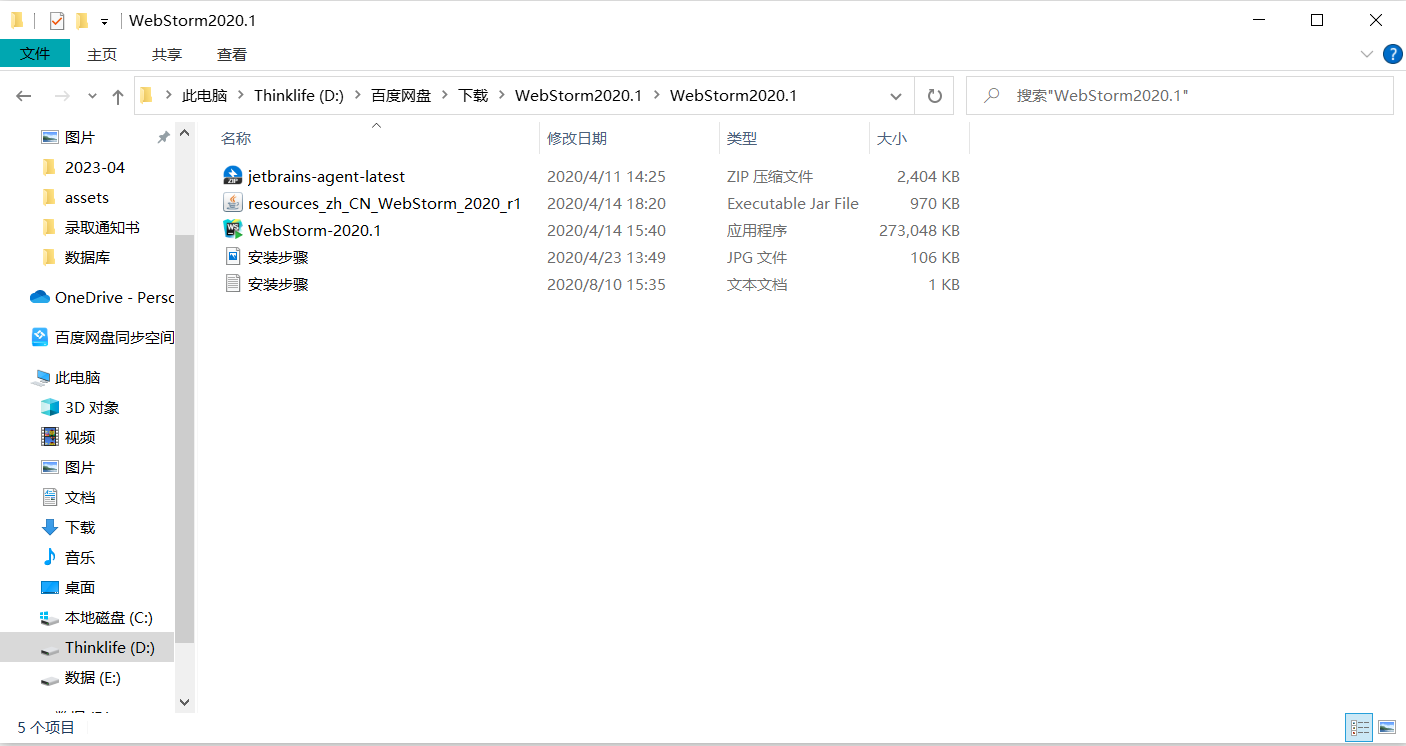 WebStorm2020.1
文件 主页 共享 查看
此电脑 Thinklife (D:) 百度网盘 下载 WebStorm2020.1 WebStorm2020.1 搜索"WebStorm2020.1"
图片
2023-04
assets
录取通知书
数据库
OneDrive - Persc
百度网盘同步空间
此电脑
3D 对象
视频
图片
文档
下载
音乐
桌面
本地磁盘 (C:)
Thinklife (D:)
数据 (E:)
名称 修改日期 类型 大小
jetbrains-agent-latest 2020/4/11 14:25 ZIP 压缩文件 2,404 KB
resources_zh_CN_WebStorm_2020_r1 2020/4/14 18:20 Executable Jar File 970 KB
WebStorm-2020.1 2020/4/14 15:40 应用程序 273,048 KB
安装步骤 2020/4/23 13:49 JPG 文件 106 KB
安装步骤 2020/8/10 15:35 文本文档 1 KB
5 个项目